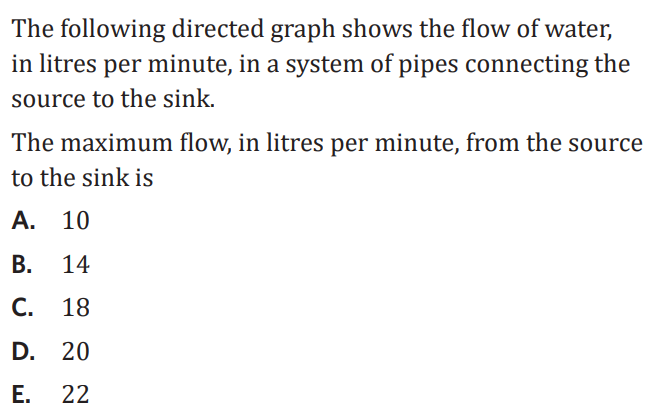 The following directed graph shows the flow of water,
in litres per minute, in a system of pipes connecting the
source to the sink.
The maximum flow, in litres per minute, from the source
to the sink is
A. 10
B. 14
C. 18
D. 20
E. 22